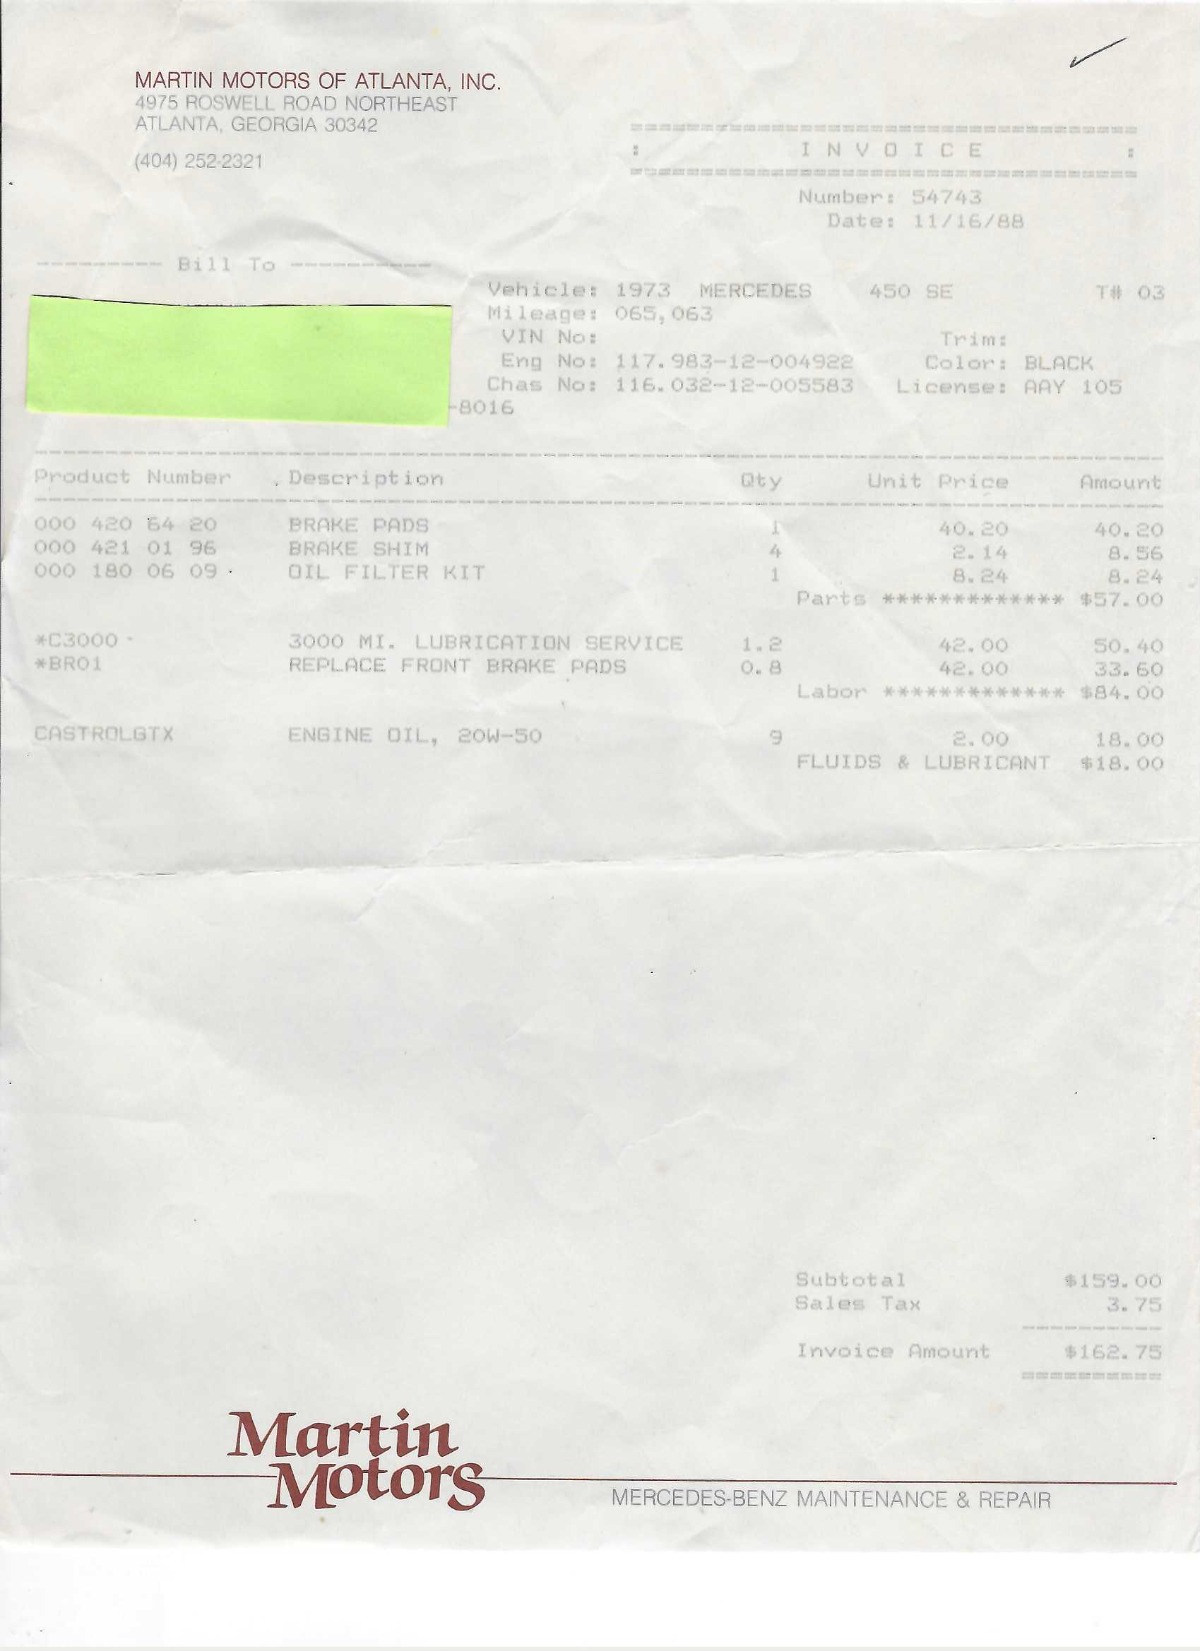 MARTIN MOTORS OF ATLANTA, INC.
4975 ROSWELL ROAD NORTHEAST
ATLANTA, GEORGIA 30342
(404) 252-2321
================================
: I N V O I C E :
================================
Number: 54743
Date: 11/16/88
--------- Bill To ----------
Vehicle: 1973 MERCEDES 450 SE T# 03
Mileage: 065,063
VIN No: Trim:
Eng No: 117.983-12-004922 Color: BLACK
Chas No: 116.032-12-005583 License: AAY 105
-8016
Product Number Description Qty Unit Price Amount
000 420 64 20 BRAKE PADS 1 40.20 40.20
000 421 01 96 BRAKE SHIM 4 2.14 8.56
000 180 06 09 OIL FILTER KIT 1 8.24 8.24
Parts ************* $57.00
*C3000 3000 MI. LUBRICATION SERVICE 1.2 42.00 50.40
*BR01 REPLACE FRONT BRAKE PADS 0.8 42.00 33.60
Labor ************* $84.00
CASTROLGTX ENGINE OIL, 20W-50 9 2.00 18.00
FLUIDS & LUBRICANT $18.00
Subtotal $159.00
Sales Tax 3.75
Invoice Amount $162.75
Martin
Motors
MERCEDES-BENZ MAINTENANCE & REPAIR